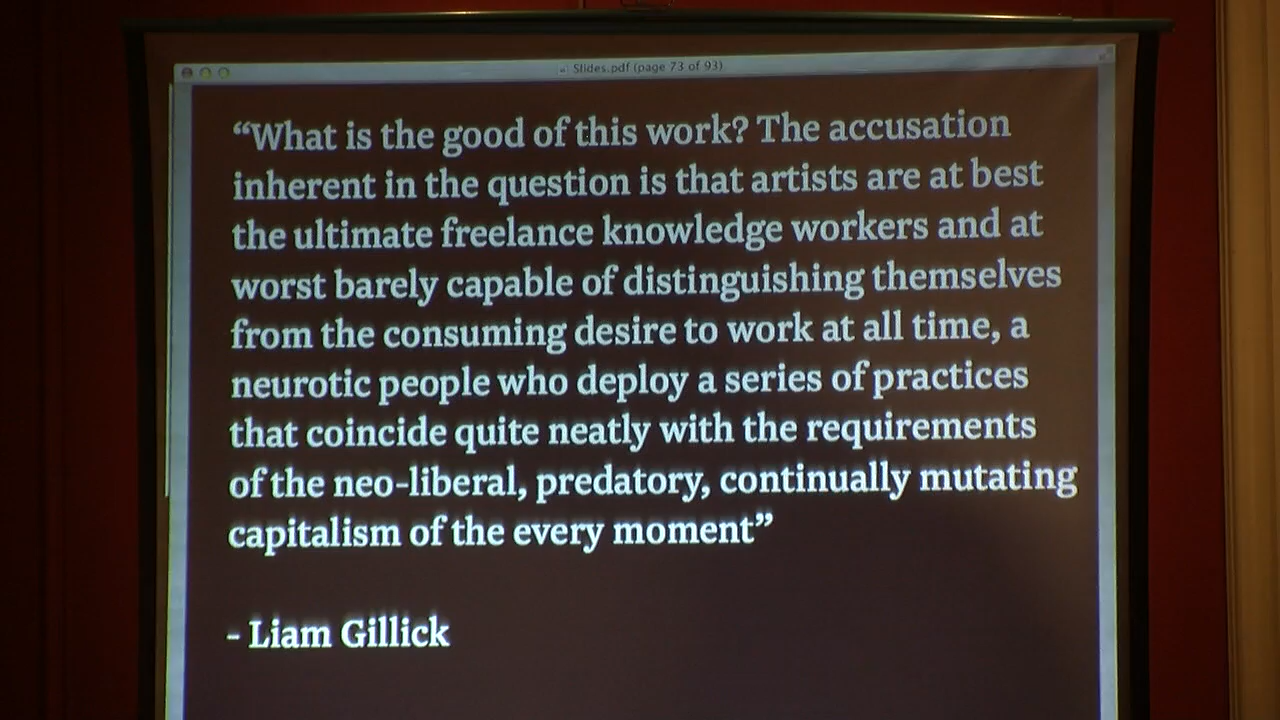 Slides.pdf (page 73 of 93)
“What is the good of this work? The accusation
inherent in the question is that artists are at best
the ultimate freelance knowledge workers and at
worst barely capable of distinguishing themselves
from the consuming desire to work at all time, a
neurotic people who deploy a series of practices
that coincide quite neatly with the requirements
of the neo-liberal, predatory, continually mutating
capitalism of the every moment”
- Liam Gillick